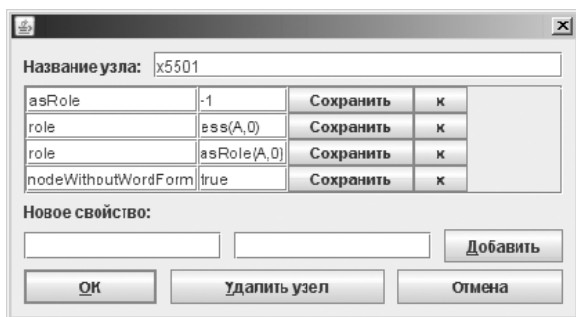 Название узла: x5501
asRole -1 Сохранить к
role ess(A,0) Сохранить к
role asRole(A,0) Сохранить к
nodeWithoutWordForm true Сохранить к
Новое свойство:
Добавить
ОК Удалить узел Отмена